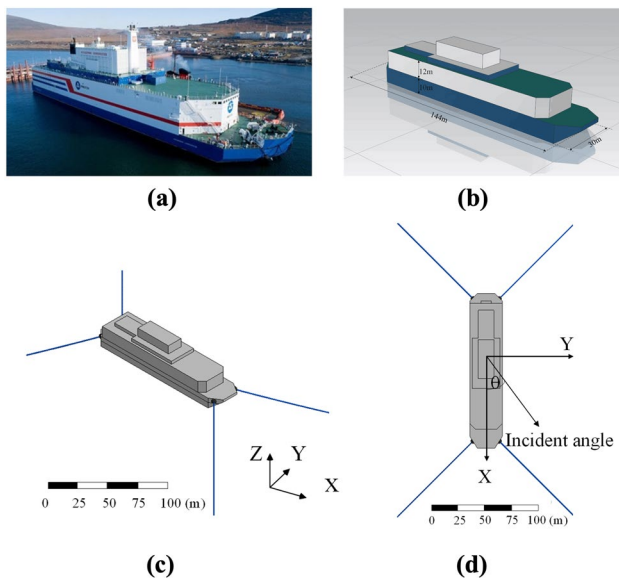 (a)
12m
10m
144m
30m
(b)
Z
Y
X
0 25 50 75 100 (m)
(c)
Y
θ
Incident angle
X
0 25 50 75 100 (m)
(d)